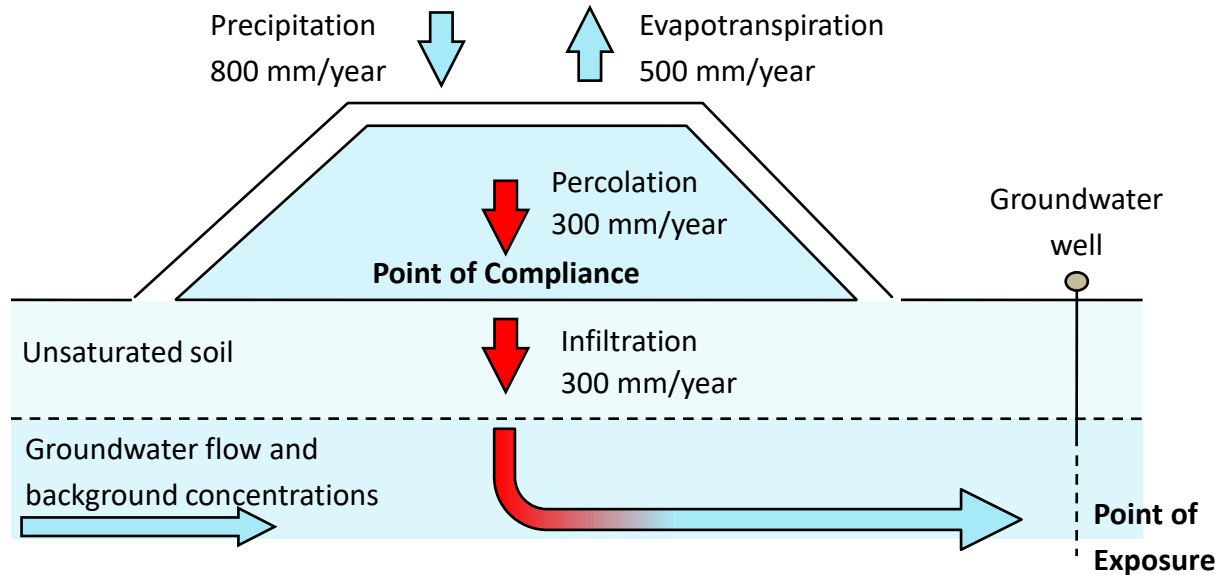 Precipitation
800 mm/year
Evapotranspiration
500 mm/year
Percolation
300 mm/year
Groundwater
well
Point of Compliance
Unsaturated soil
Infiltration
300 mm/year
Groundwater flow and
background concentrations
Point of
Exposure